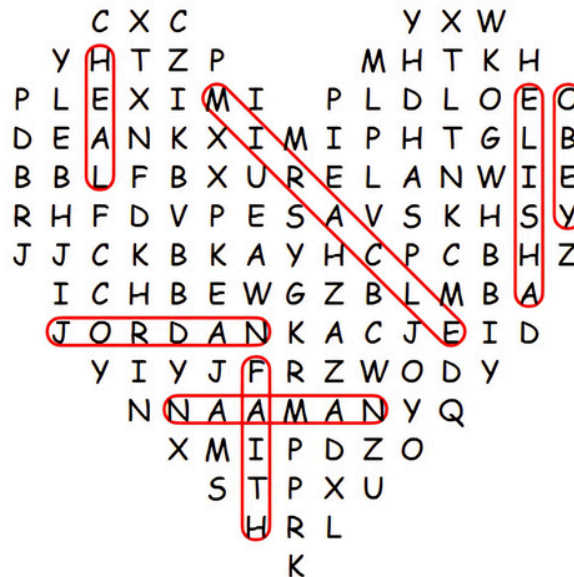 C X C Y X W
Y H T Z P M H T K H
P L E X I M I P L D L O E O
D E A N K X I M I P H T G L B
B B L F B X U R E L A N W I E
R H F D V P E S A V S K H S Y
J J C K B K A Y H C P C B H Z
I C H B E W G Z B L M B A
J O R D A N K A C J E I D
Y I Y J F R Z W O D Y
N N A A M A N Y Q
X M I P D Z O
S T P X U
H R L
K